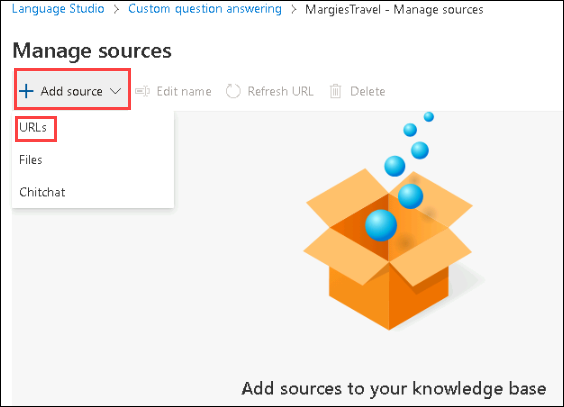 Language Studio > Custom question answering > MargiesTravel - Manage sources
Manage sources
+ Add source Edit name Refresh URL Delete
URLs
Files
Chitchat
Add sources to your knowledge base